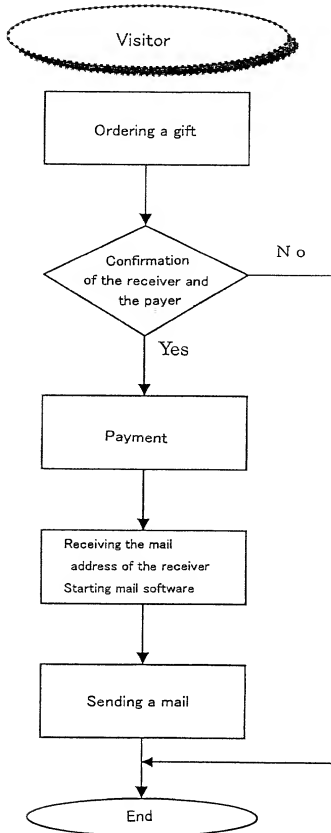 Visitor
Ordering a gift
Confirmation
of the receiver and
the payer
No
Yes
Payment
Receiving the mail
address of the receiver
Starting mail software
Sending a mail
End